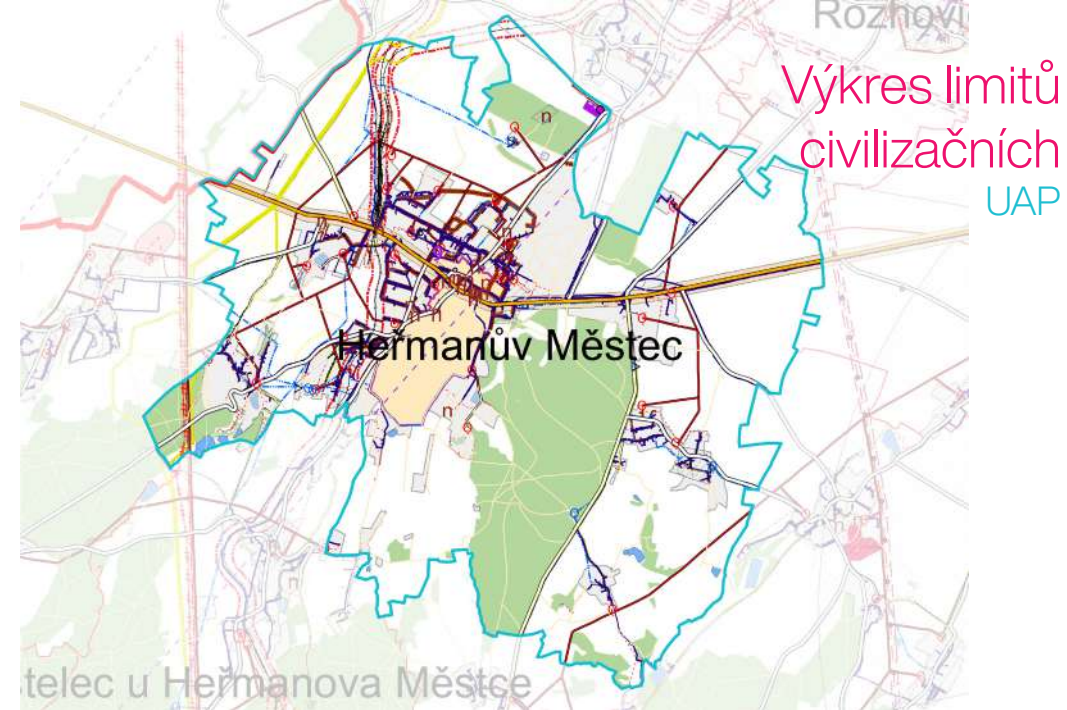 Rozhovi
Výkres limitů
civilizačních
UAP
n
Heřmanův Městec
n
telec u Heřmanova Městce